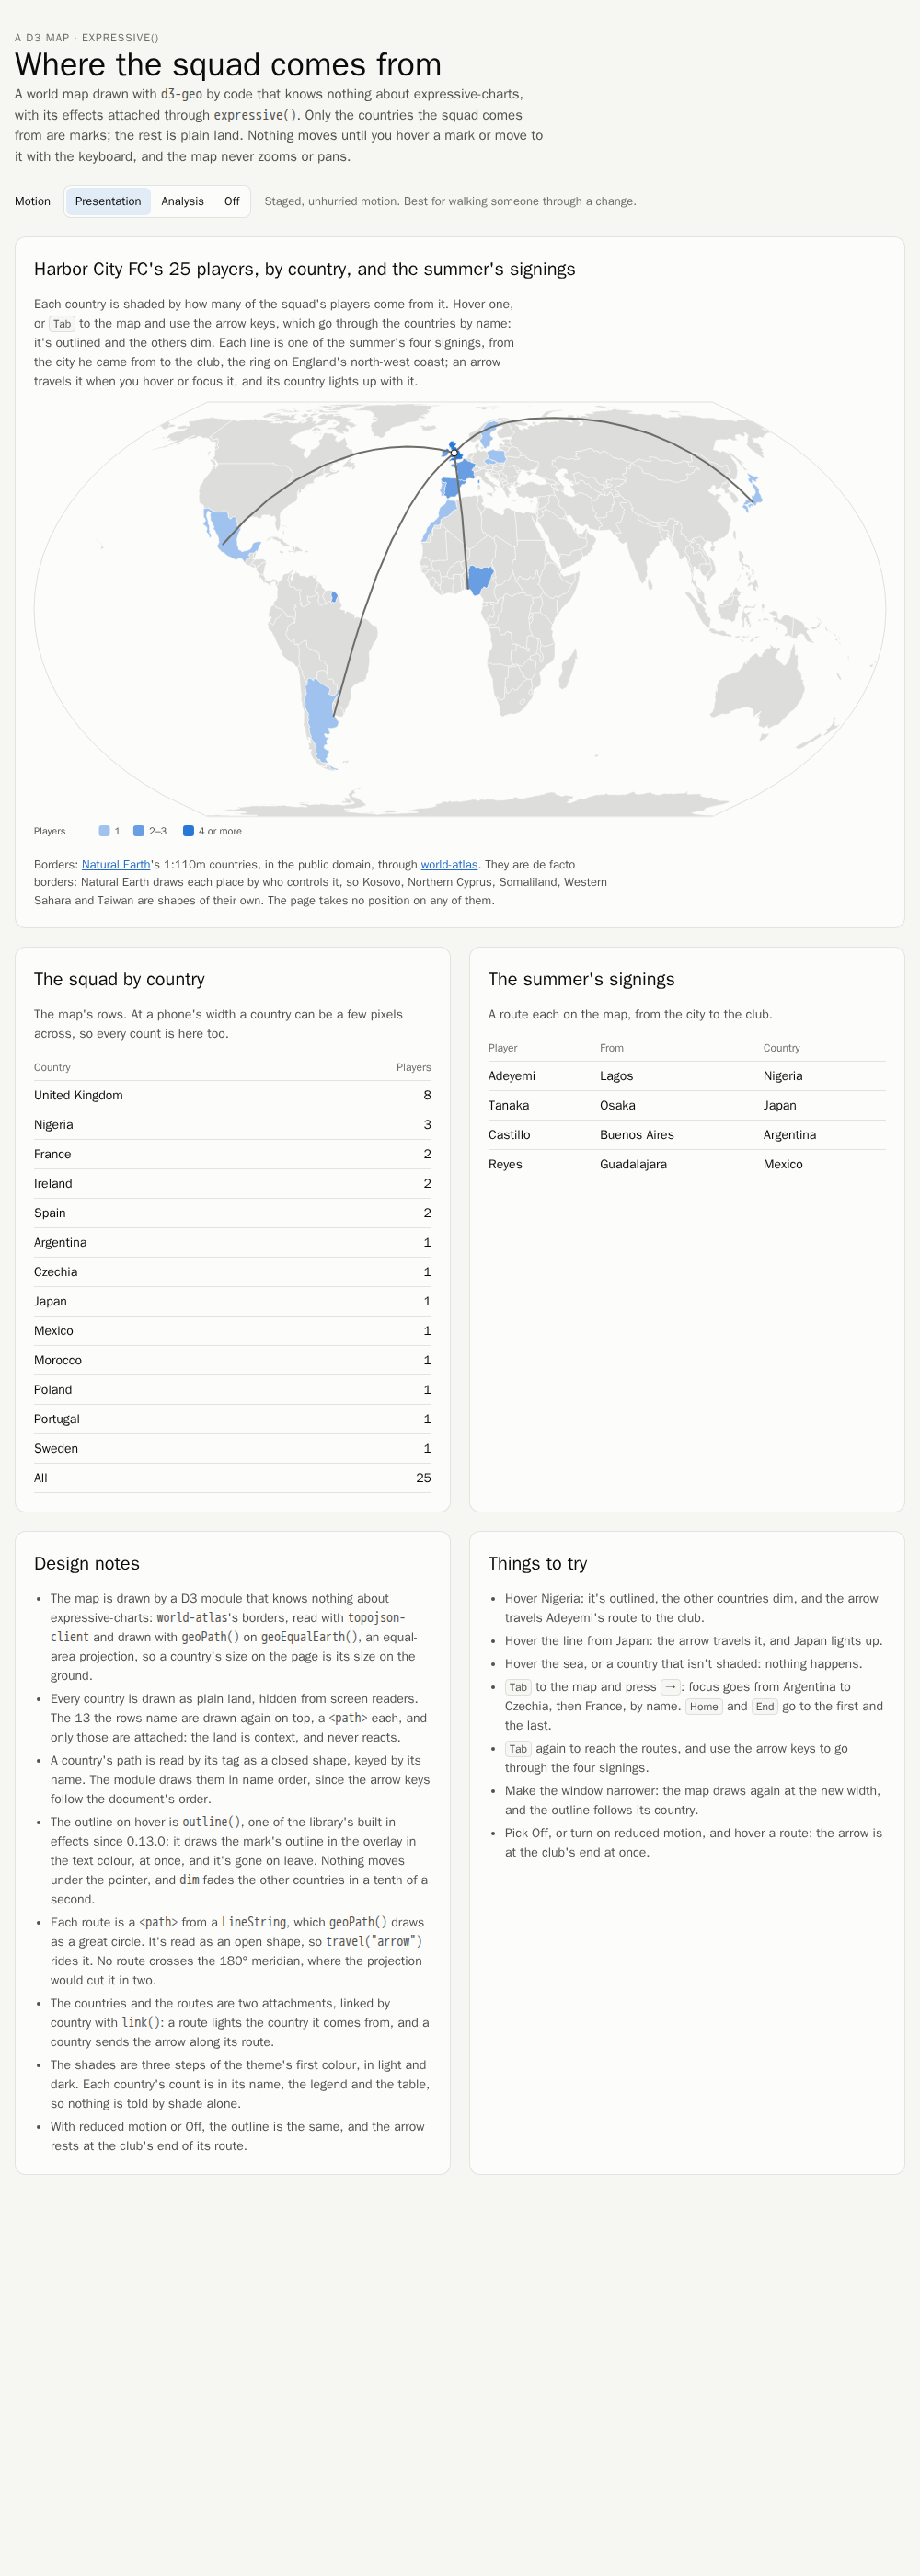 A D3 MAP · EXPRESSIVE()
Where the squad comes from
A world map drawn with d3-geo by code that knows nothing about expressive-charts,
with its effects attached through expressive(). Only the countries the squad comes
from are marks; the rest is plain land. Nothing moves until you hover a mark or move to
it with the keyboard, and the map never zooms or pans.
Motion Presentation Analysis Off Staged, unhurried motion. Best for walking someone through a change.
Harbor City FC's 25 players, by country, and the summer's signings
Each country is shaded by how many of the squad's players come from it. Hover one,
or Tab to the map and use the arrow keys, which go through the countries by name:
it's outlined and the others dim. Each line is one of the summer's four signings, from
the city he came from to the club, the ring on England's north-west coast; an arrow
travels it when you hover or focus it, and its country lights up with it.
Players 1 2–3 4 or more
Borders: Natural Earth's 1:110m countries, in the public domain, through world-atlas. They are de facto
borders: Natural Earth draws each place by who controls it, so Kosovo, Northern Cyprus, Somaliland, Western
Sahara and Taiwan are shapes of their own. The page takes no position on any of them.
The squad by country
The map's rows. At a phone's width a country can be a few pixels
across, so every count is here too.
Country Players
United Kingdom 8
Nigeria 3
France 2
Ireland 2
Spain 2
Argentina 1
Czechia 1
Japan 1
Mexico 1
Morocco 1
Poland 1
Portugal 1
Sweden 1
All 25
The summer's signings
A route each on the map, from the city to the club.
Player From Country
Adeyemi Lagos Nigeria
Tanaka Osaka Japan
Castillo Buenos Aires Argentina
Reyes Guadalajara Mexico
Design notes
• The map is drawn by a D3 module that knows nothing about
expressive-charts: world-atlas's borders, read with topojson-
client and drawn with geoPath() on geoEqualEarth(), an equal-
area projection, so a country's size on the page is its size on the
ground.
• Every country is drawn as plain land, hidden from screen readers.
The 13 the rows name are drawn again on top, a <path> each, and
only those are attached: the land is context, and never reacts.
• A country's path is read by its tag as a closed shape, keyed by its
name. The module draws them in name order, since the arrow keys
follow the document's order.
• The outline on hover is outline(), one of the library's built-in
effects since 0.13.0: it draws the mark's outline in the overlay in
the text colour, at once, and it's gone on leave. Nothing moves
under the pointer, and dim fades the other countries in a tenth of a
second.
• Each route is a <path> from a LineString, which geoPath() draws
as a great circle. It's read as an open shape, so travel("arrow")
rides it. No route crosses the 180° meridian, where the projection
would cut it in two.
• The countries and the routes are two attachments, linked by
country with link(): a route lights the country it comes from, and a
country sends the arrow along its route.
• The shades are three steps of the theme's first colour, in light and
dark. Each country's count is in its name, the legend and the table,
so nothing is told by shade alone.
• With reduced motion or Off, the outline is the same, and the arrow
rests at the club's end of its route.
Things to try
• Hover Nigeria: it's outlined, the other countries dim, and the arrow
travels Adeyemi's route to the club.
• Hover the line from Japan: the arrow travels it, and Japan lights up.
• Hover the sea, or a country that isn't shaded: nothing happens.
• Tab to the map and press →: focus goes from Argentina to
Czechia, then France, by name. Home and End go to the first and
the last.
• Tab again to reach the routes, and use the arrow keys to go
through the four signings.
• Make the window narrower: the map draws again at the new width,
and the outline follows its country.
• Pick Off, or turn on reduced motion, and hover a route: the arrow is
at the club's end at once.